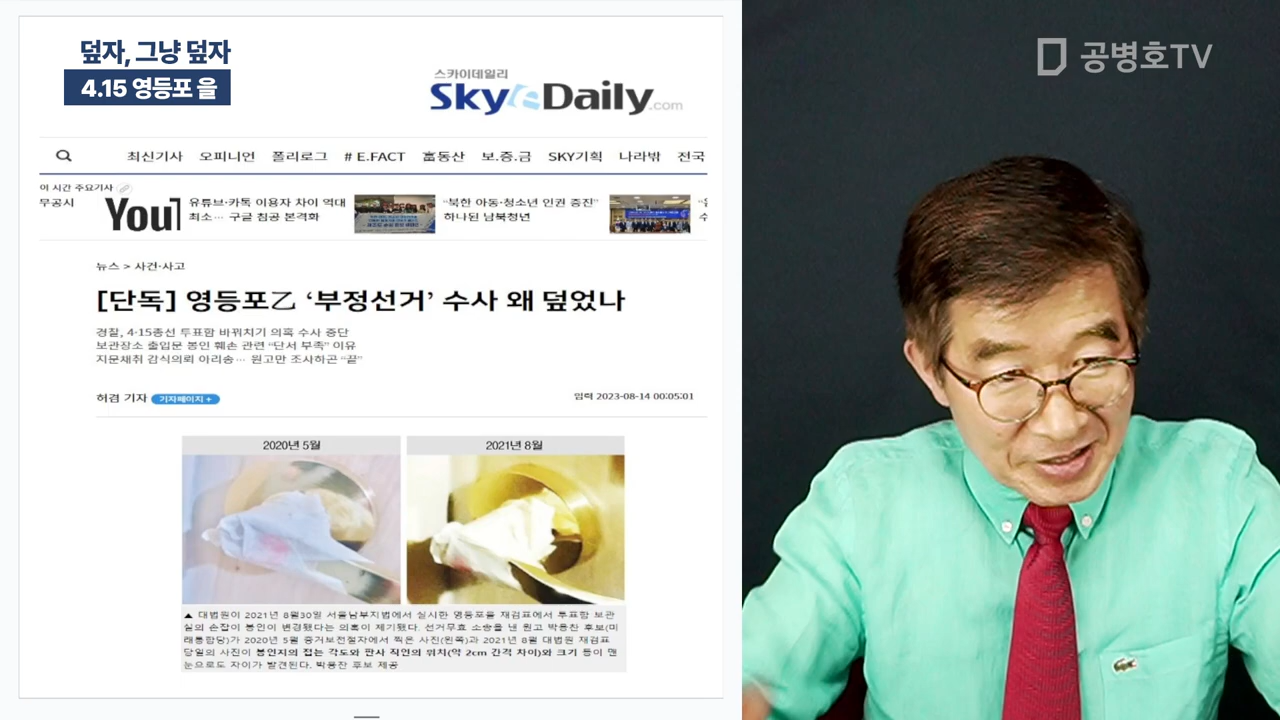 덮자, 그냥 덮자
4.15 영등포 을
공병호TV
스카이데일리
SkyeDaily.com
최신기사 오피니언 폴리로그 # E.FACT 富동산 보.증.금 SKY기획 나라밖 전국
이 시간 주요기사
무공시
You
유튜브·카톡 이용자 차이 역대
최소… 구글 침공 본격화
“북한 아동·청소년 인권 증진”
하나된 남북청년
뉴스 > 사건·사고
[단독] 영등포乙 ‘부정선거’ 수사 왜 덮었나
경찰, 4·15총선 투표함 바꿔치기 의혹 수사 중단
보관장소 출입문 봉인 훼손 관련 “단서 부족” 이유
지문채취 감식의뢰 아리송… 원고만 조사하곤 “끝”
허겸 기자 기자페이지 +
입력 2023-08-14 00:05:01
2020년 5월
2021년 8월
▲ 대법원이 2021년 8월30일 서울남부지법에서 실시한 영등포을 재검표에서 투표함 보관
실의 손잡이 봉인이 변경됐다는 의혹이 제기됐다. 선거무효 소송을 낸 원고 박용찬 후보(미
래통합당)가 2020년 5월 증거보전절차에서 찍은 사진(왼쪽)과 2021년 8월 대법원 재검표
당일의 사진이 봉인지의 접는 각도와 판사 직인의 위치(약 2cm 간격 차이)와 크기 등이 맨
눈으로도 차이가 발견된다. 박용찬 후보 제공